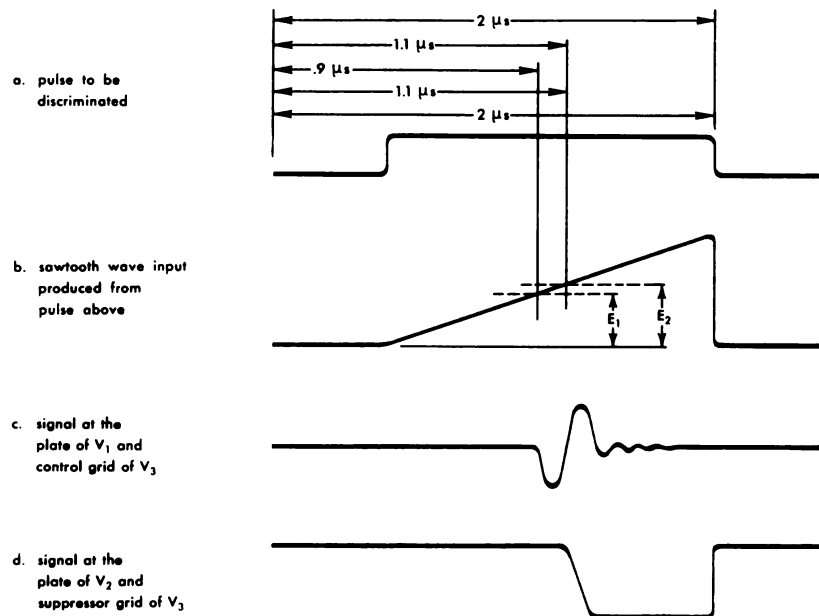 2 μs
1.1 μs
.9 μs
1.1 μs
2 μs
a. pulse to be
discriminated
b. sawtooth wave input
produced from
pulse above
E₁
E₂
c. signal at the
plate of V₁ and
control grid of V₃
d. signal at the
plate of V₂ and
suppressor grid of V₃